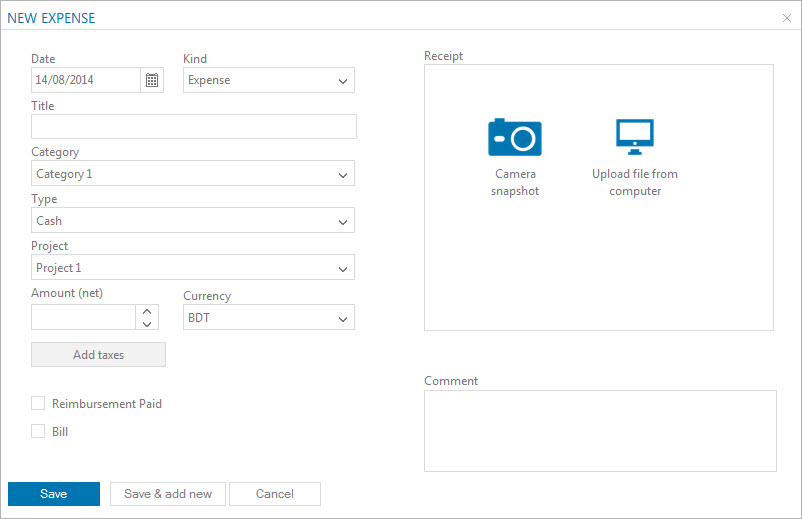 NEW EXPENSE
Date
Kind
14/08/2014
Expense
Title
Category
Category 1
Type
Cash
Project
Project 1
Amount (net)
Currency
BDT
Add taxes
Reimbursement Paid
Bill
Receipt
Camera
snapshot
Upload file from
computer
Comment
Save
Save & add new
Cancel